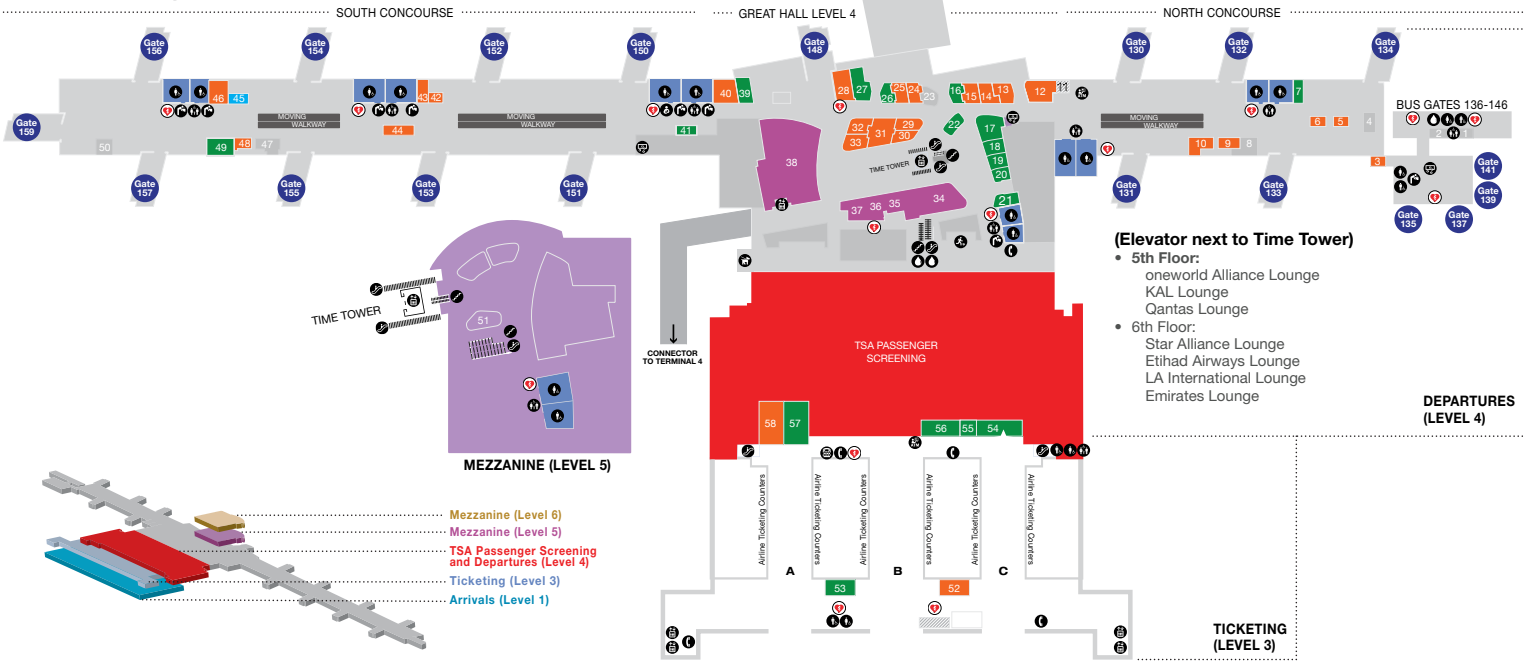 SOUTH CONCOURSE
GREAT HALL LEVEL 4
NORTH CONCOURSE
Gate
156
Gate
154
Gate
152
Gate
150
Gate
148
Gate
130
Gate
132
Gate
134
46
45
43
42
40
39
28
27
26
25
24
23
16
15
14
13
12
11
7
BUS GATES 136-146
Gate
159
MOVING
WALKWAY
MOVING
WALKWAY
MOVING
WALKWAY
44
41
32
31
29
30
33
22
17
6
5
4
2
1
50
49
48
47
38
TIME TOWER
18
19
20
10
9
8
3
Gate
157
Gate
155
Gate
153
Gate
151
37
36
35
34
21
Gate
131
Gate
133
Gate
141
Gate
139
Gate
135
Gate
137
(Elevator next to Time Tower)
• 5th Floor:
oneworld Alliance Lounge
KAL Lounge
Qantas Lounge
• 6th Floor:
Star Alliance Lounge
Etihad Airways Lounge
LA International Lounge
Emirates Lounge
TIME TOWER
51
CONNECTOR
TO TERMINAL 4
TSA PASSENGER
SCREENING
DEPARTURES
(LEVEL 4)
58
57
56
55
54
MEZZANINE (LEVEL 5)
Airline Ticketing Counters
Airline Ticketing Counters
Airline Ticketing Counters
Airline Ticketing Counters
Airline Ticketing Counters
Airline Ticketing Counters
A
B
C
53
52
Mezzanine (Level 6)
Mezzanine (Level 5)
TSA Passenger Screening
and Departures (Level 4)
Ticketing (Level 3)
Arrivals (Level 1)
TICKETING
(LEVEL 3)